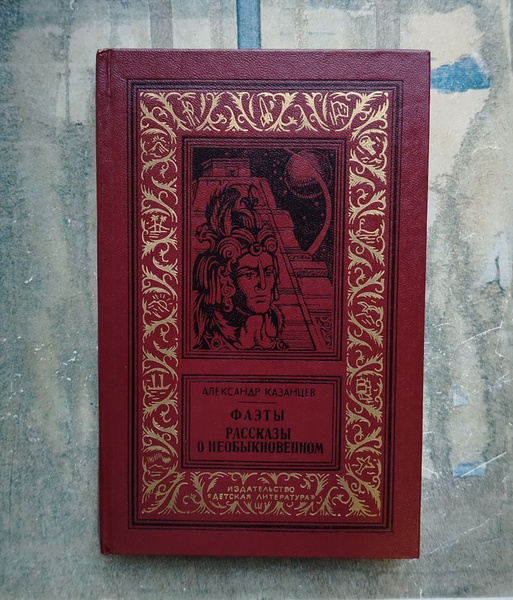 АЛЕКСАНДР КАЗАНЦЕВ
ФАЭТЫ
РАССКАЗЫ
О НЕОБЫКНОВЕННОМ
ИЗДАТЕЛЬСТВО
"ДЕТСКАЯ ЛИТЕРАТУРА"